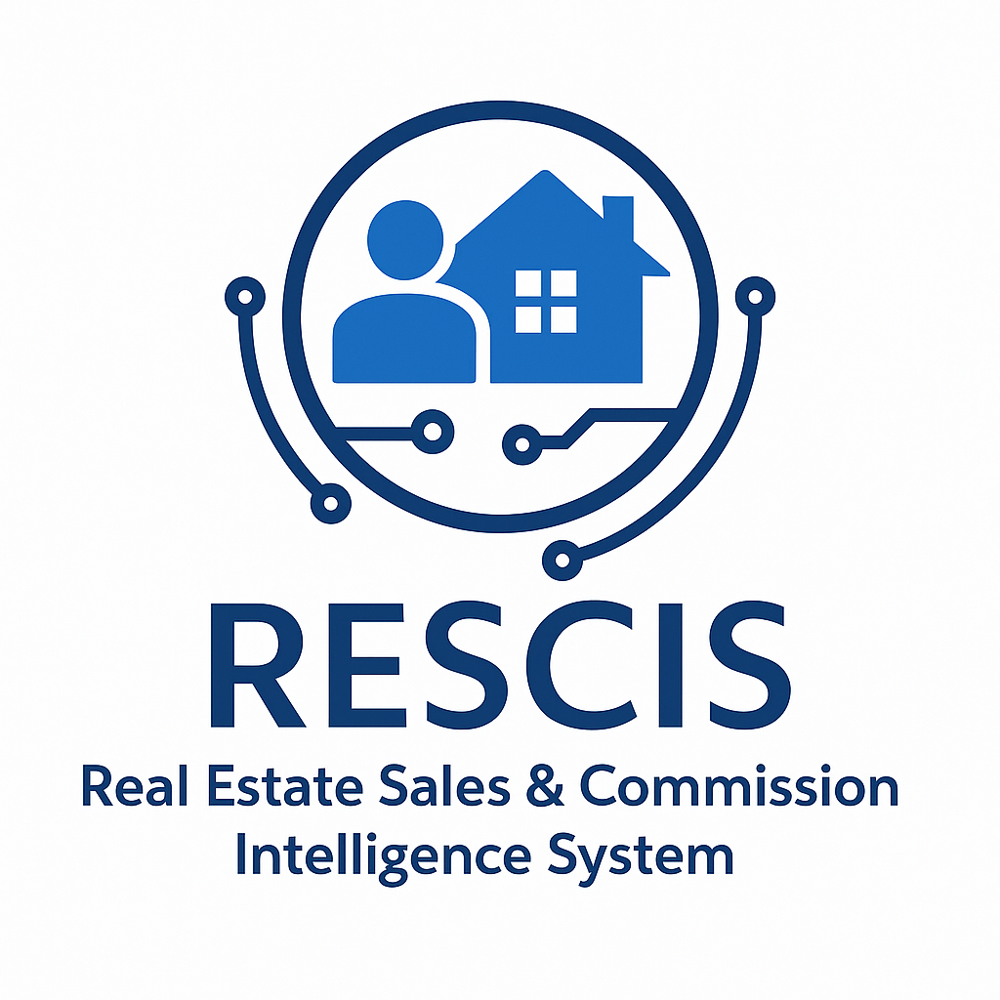 RESCIS
Real Estate Sales & Commission
Intelligence System